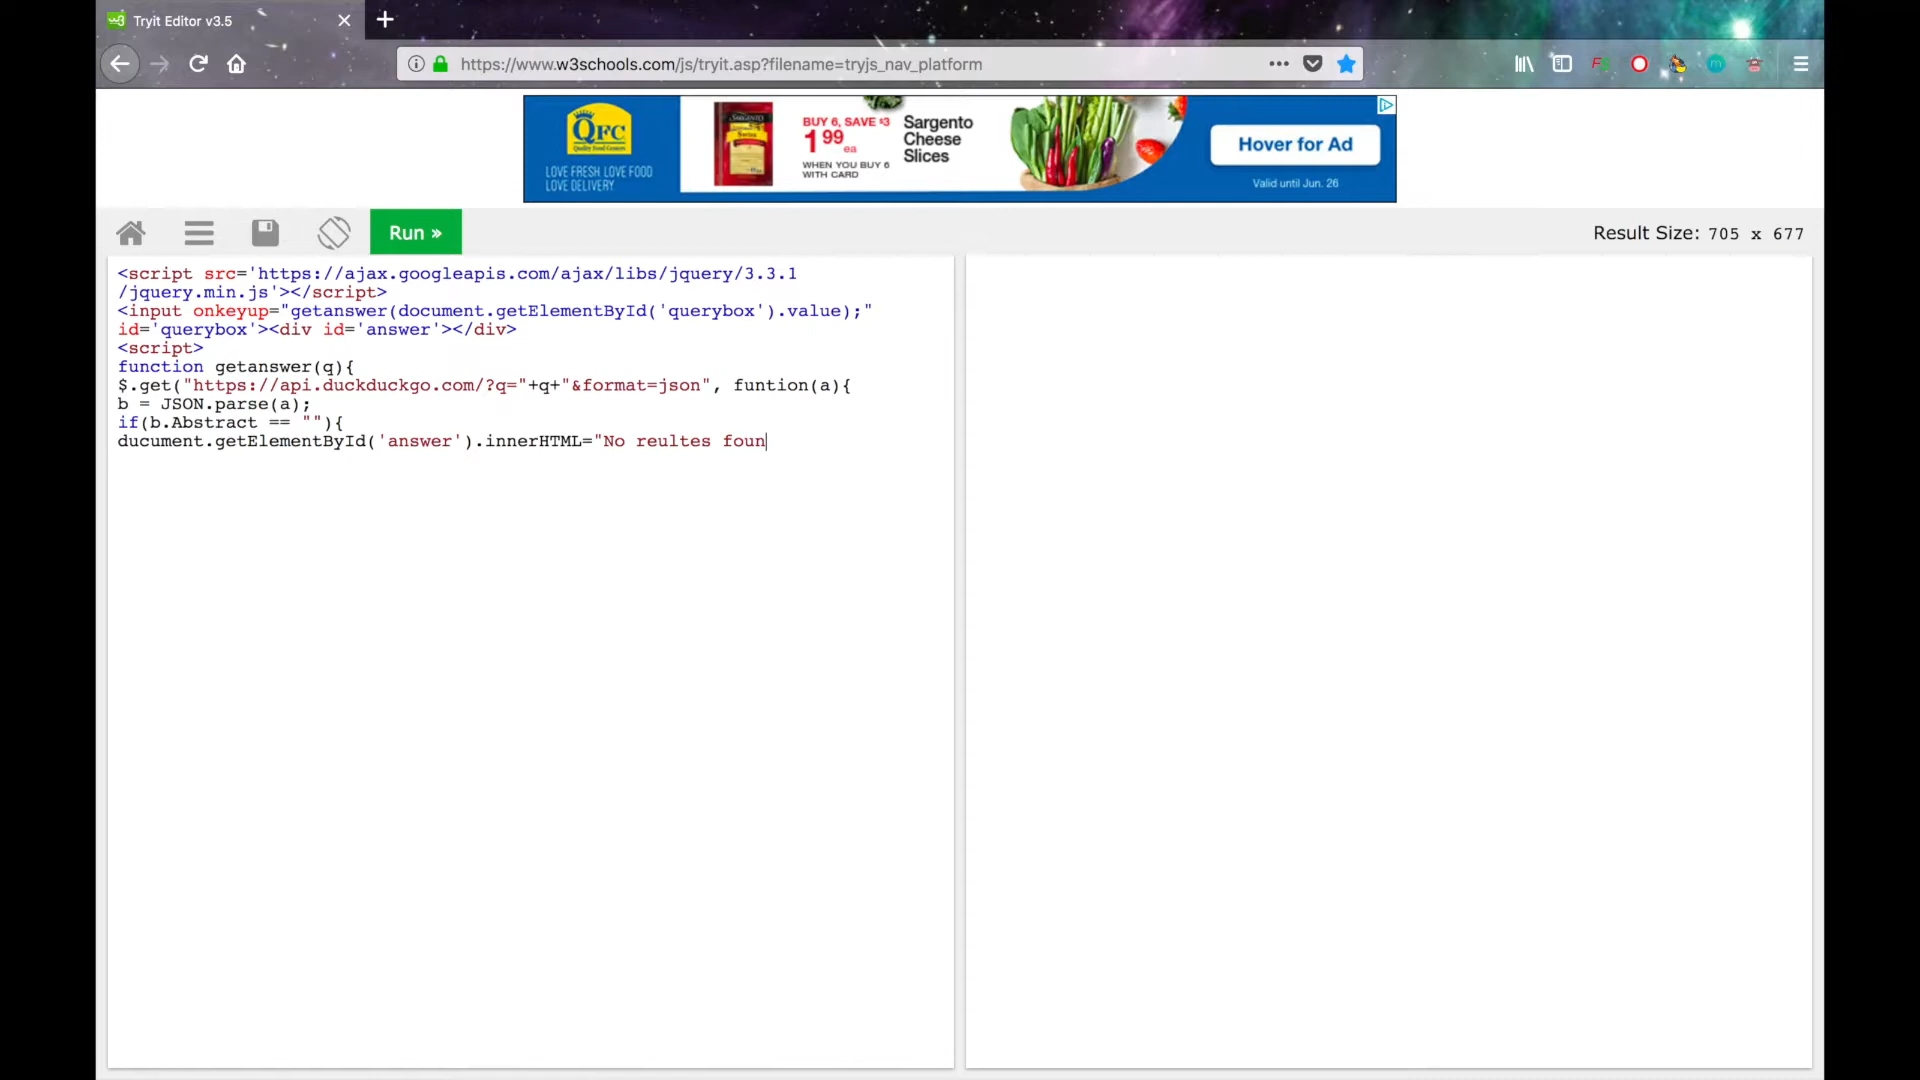 Tryit Editor v3.5
https://www.w3schools.com/js/tryit.asp?filename=tryjs_nav_platform
QFC
Quality Food Centers
LOVE FRESH LOVE FOOD
LOVE DELIVERY
SARGENTO
BUY 6, SAVE $3
1 99 ea
WHEN YOU BUY 6
WITH CARD
Sargento
Cheese
Slices
Hover for Ad
Valid until Jun. 26
Run »
Result Size: 705 x 677
<script src='https://ajax.googleapis.com/ajax/libs/jquery/3.3.1
/jquery.min.js'></script>
<input onkeyup="getanswer(document.getElementById('querybox').value);"
id='querybox'><div id='answer'></div>
<script>
function getanswer(q){
$.get("https://api.duckduckgo.com/?q="+q+"&format=json", funtion(a){
b = JSON.parse(a);
if(b.Abstract == ""){
ducument.getElementById('answer').innerHTML="No reultes foun